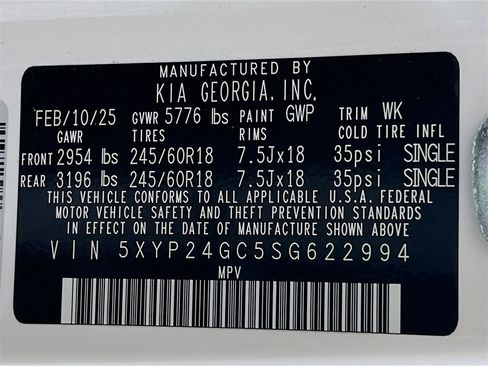 MANUFACTURED BY
KIA GEORGIA, INC.
FEB/10/25 GVWR 5776 lbs PAINT GWP TRIM WK
GAWR TIRES RIMS COLD TIRE INFL
FRONT 2954 lbs 245/60R18 7.5Jx18 35psi SINGLE
REAR 3196 lbs 245/60R18 7.5Jx18 35psi SINGLE
THIS VEHICLE CONFORMS TO ALL APPLICABLE U.S.A. FEDERAL
MOTOR VEHICLE SAFETY AND THEFT PREVENTION STANDARDS
IN EFFECT ON THE DATE OF MANUFACTURE SHOWN ABOVE.
VIN 5XYP24GC5SG622994
MPV